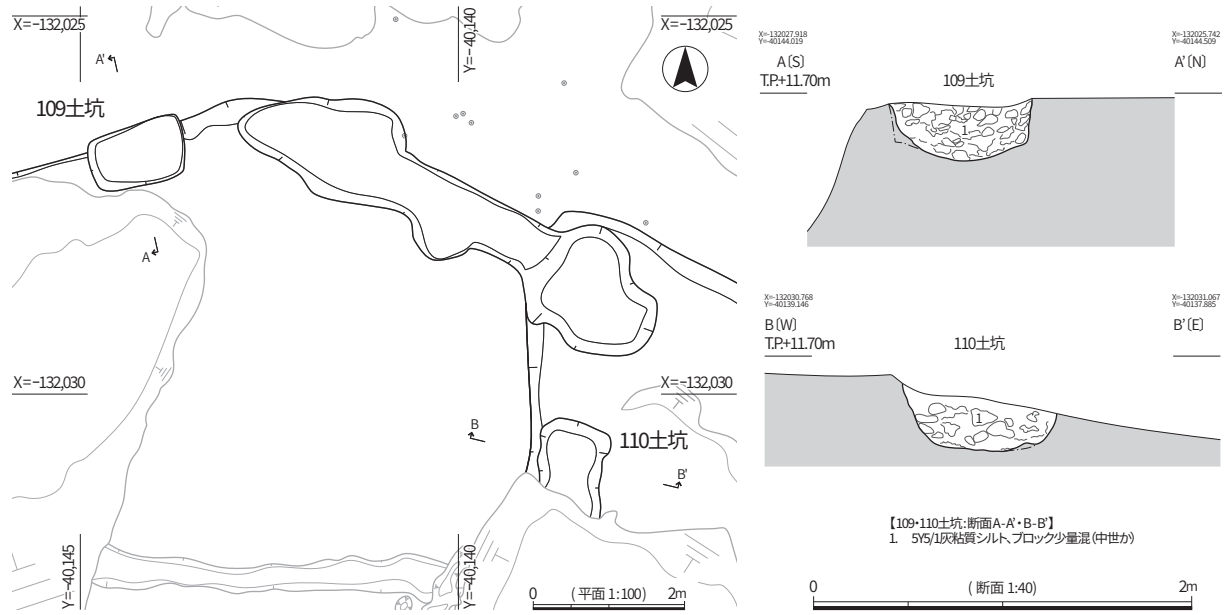 X=−132,025
Y=−40,140
X=−132,025
A'
109土坑
A
X=−132,030
X=−132,030
B
110土坑
B'
Y=−40,145
Y=−40,140
0 (平面 1:100) 2m
X=-132027.918
Y=-40144.019
A〔S〕
T.P.+11.70m
109土坑
X=-132025.742
Y=-40144.509
A'〔N〕
1
X=-132030.768
Y=-40139.146
B〔W〕
T.P.+11.70m
110土坑
X=-132031.067
Y=-40137.885
B'〔E〕
1
【109・110土坑：断面A-A'・B-B'】
1. 5Y5/1灰粘質シルト、ブロック少量混（中世か）
0 (断面 1:40) 2m